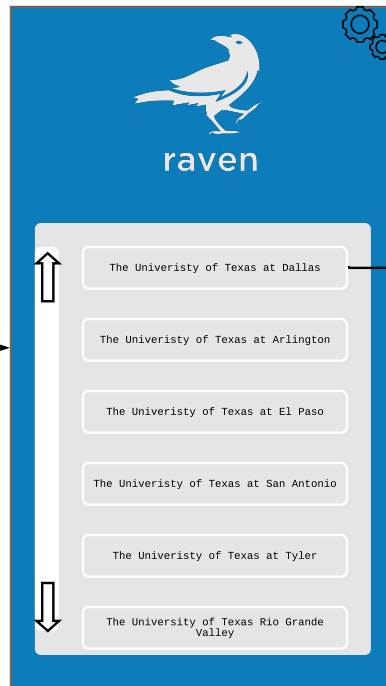 raven
The Univeristy of Texas at Dallas
The Univeristy of Texas at Arlington
The Univeristy of Texas at El Paso
The Univeristy of Texas at San Antonio
The Univeristy of Texas at Tyler
The University of Texas Rio Grande
Valley